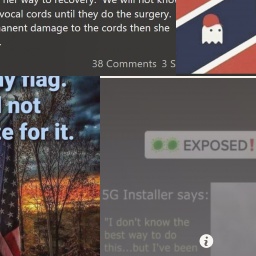 her way to recovery. We will not kno
vocal cords until they do the surgery.
manent damage to the cords then she
38 Comments 3 S
my flag.
not
e for it.
EXPOSED!
5G Installer says:
"I don't know the
best way to do
this...but I've been